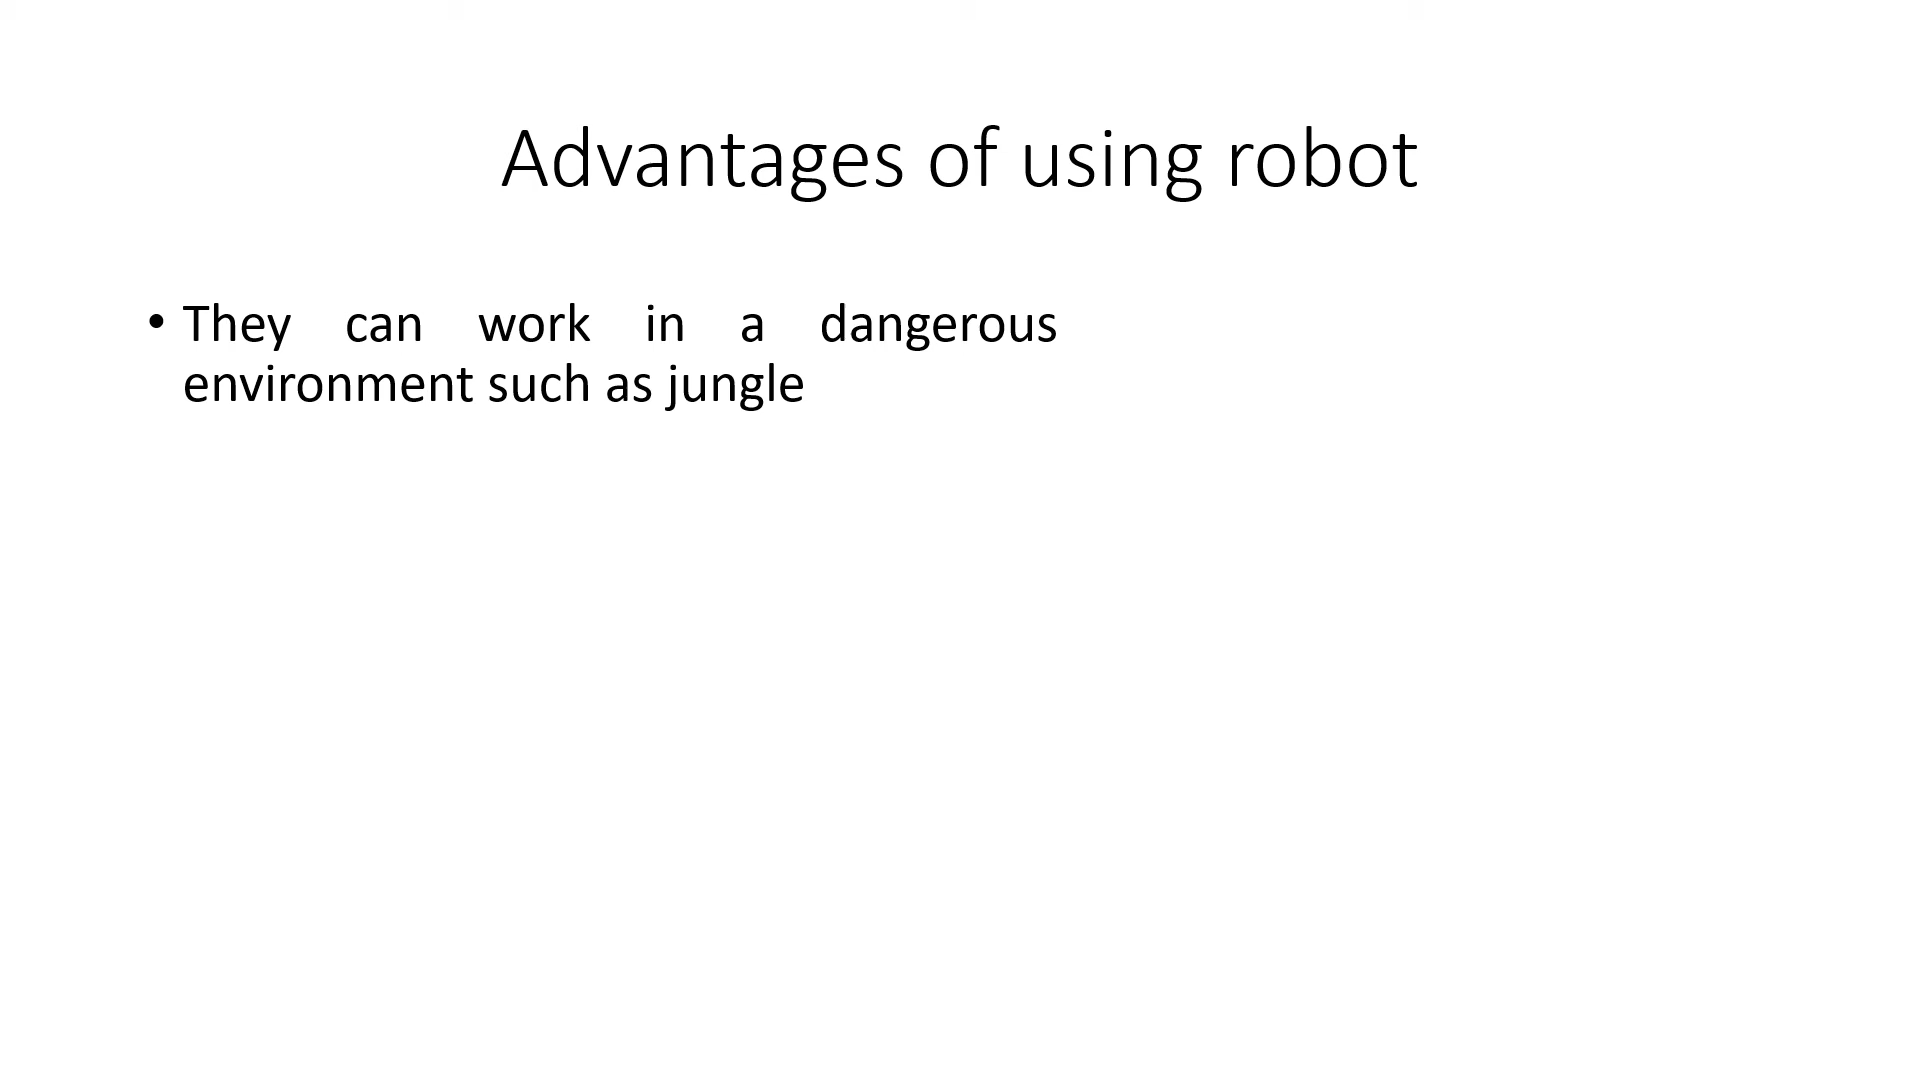 Advantages of using robot
• They can work in a dangerous
environment such as jungle